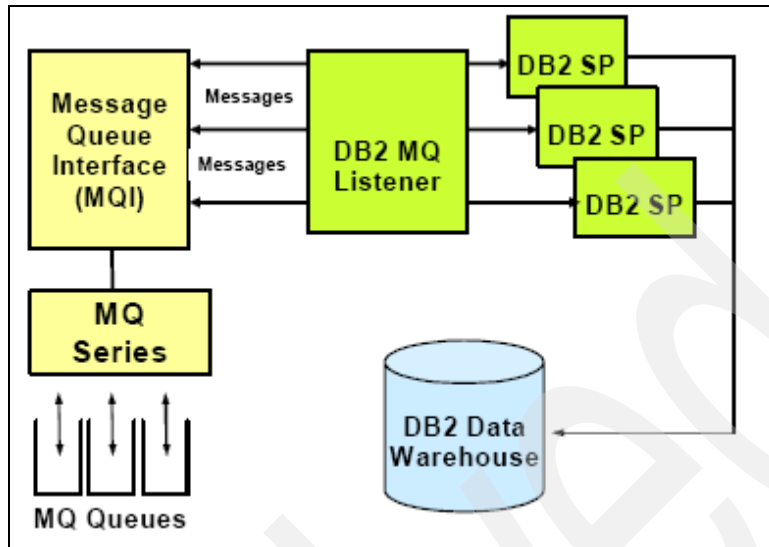 Message
Queue
Interface
(MQI)
Messages
Messages
DB2 MQ
Listener
DB2 SP
DB2 SP
DB2 SP
MQ
Series
MQ Queues
DB2 Data
Warehouse